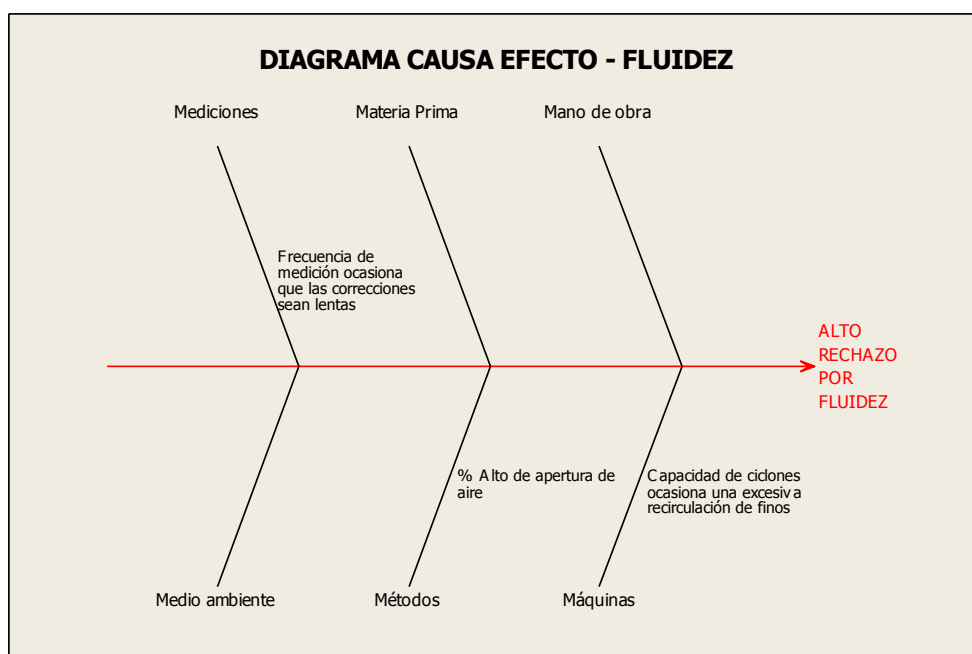 DIAGRAMA CAUSA EFECTO - FLUIDEZ
Mediciones
Materia Prima
Mano de obra
Frecuencia de
medición ocasiona
que las correcciones
sean lentas
ALTO
RECHAZO
POR
FLUIDEZ
% Alto de apertura de
aire
Capacidad de ciclones
ocasiona una excesiva
recirculación de finos
Medio ambiente
Métodos
Máquinas